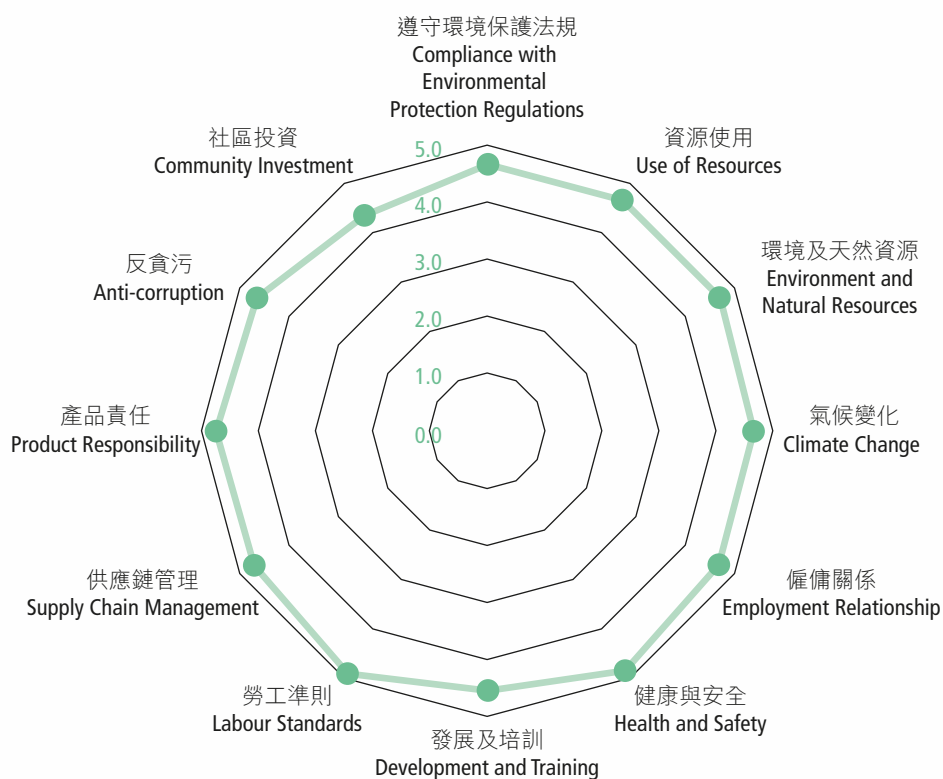 遵守環境保護法規
Compliance with
Environmental
Protection Regulations
資源使用
Use of Resources
環境及天然資源
Environment and
Natural Resources
氣候變化
Climate Change
僱傭關係
Employment Relationship
健康與安全
Health and Safety
發展及培訓
Development and Training
勞工準則
Labour Standards
供應鏈管理
Supply Chain Management
產品責任
Product Responsibility
反貪污
Anti-corruption
社區投資
Community Investment
5.0
4.0
3.0
2.0
1.0
0.0